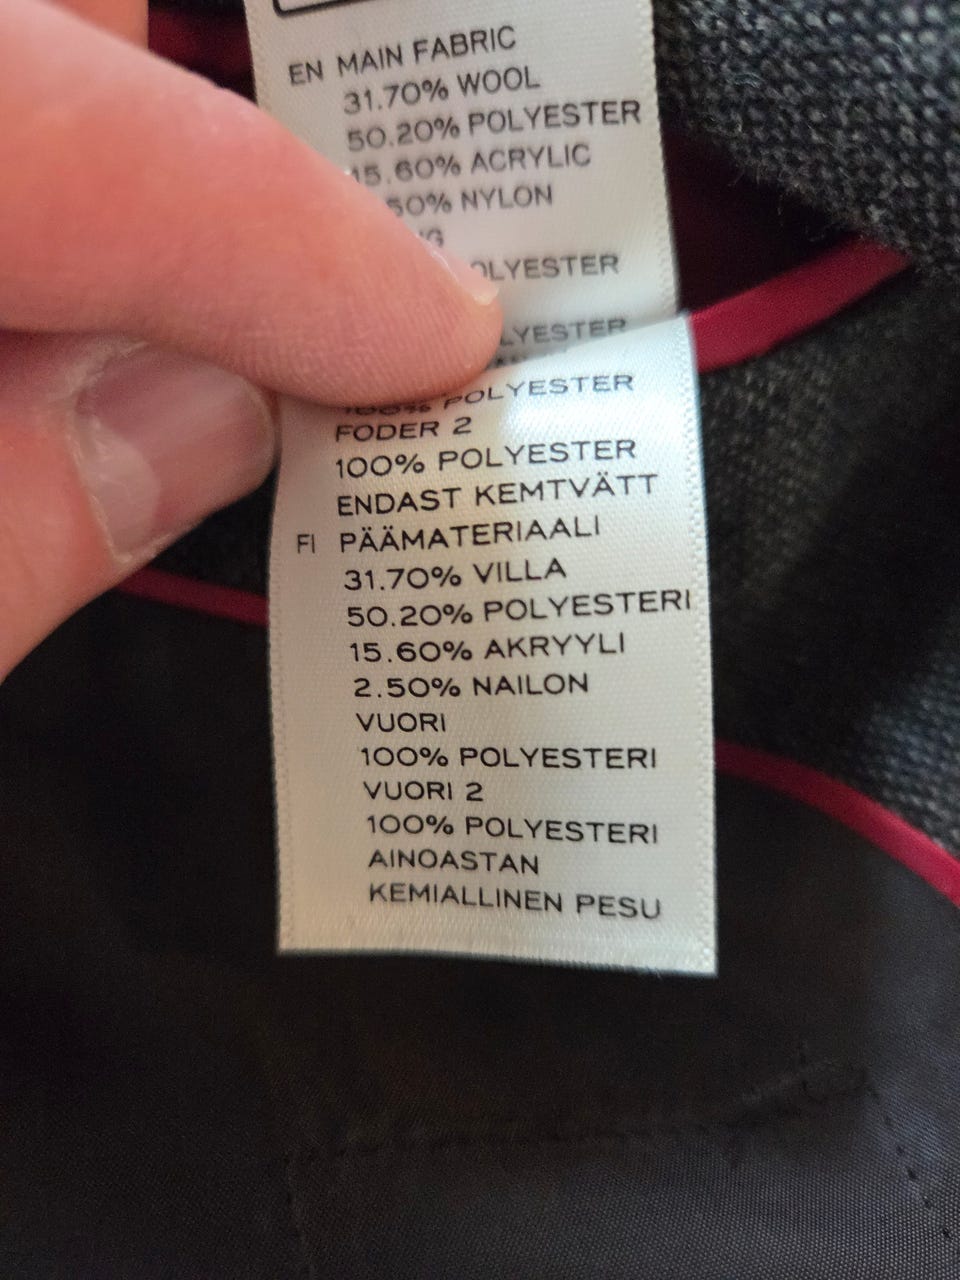 EN MAIN FABRIC
31.70% WOOL
50.20% POLYESTER
15.60% ACRYLIC
NYLON
POLYESTER
100% POLYESTER
FODER 2
100% POLYESTER
ENDAST KEMTVÄTT
FI PÄÄMATERIAALI
31.70% VILLA
50.20% POLYESTERI
15.60% AKRYYLI
2.50% NAILON
VUORI
100% POLYESTERI
VUORI 2
100% POLYESTERI
AINOASTAN
KEMIALLINEN PESU